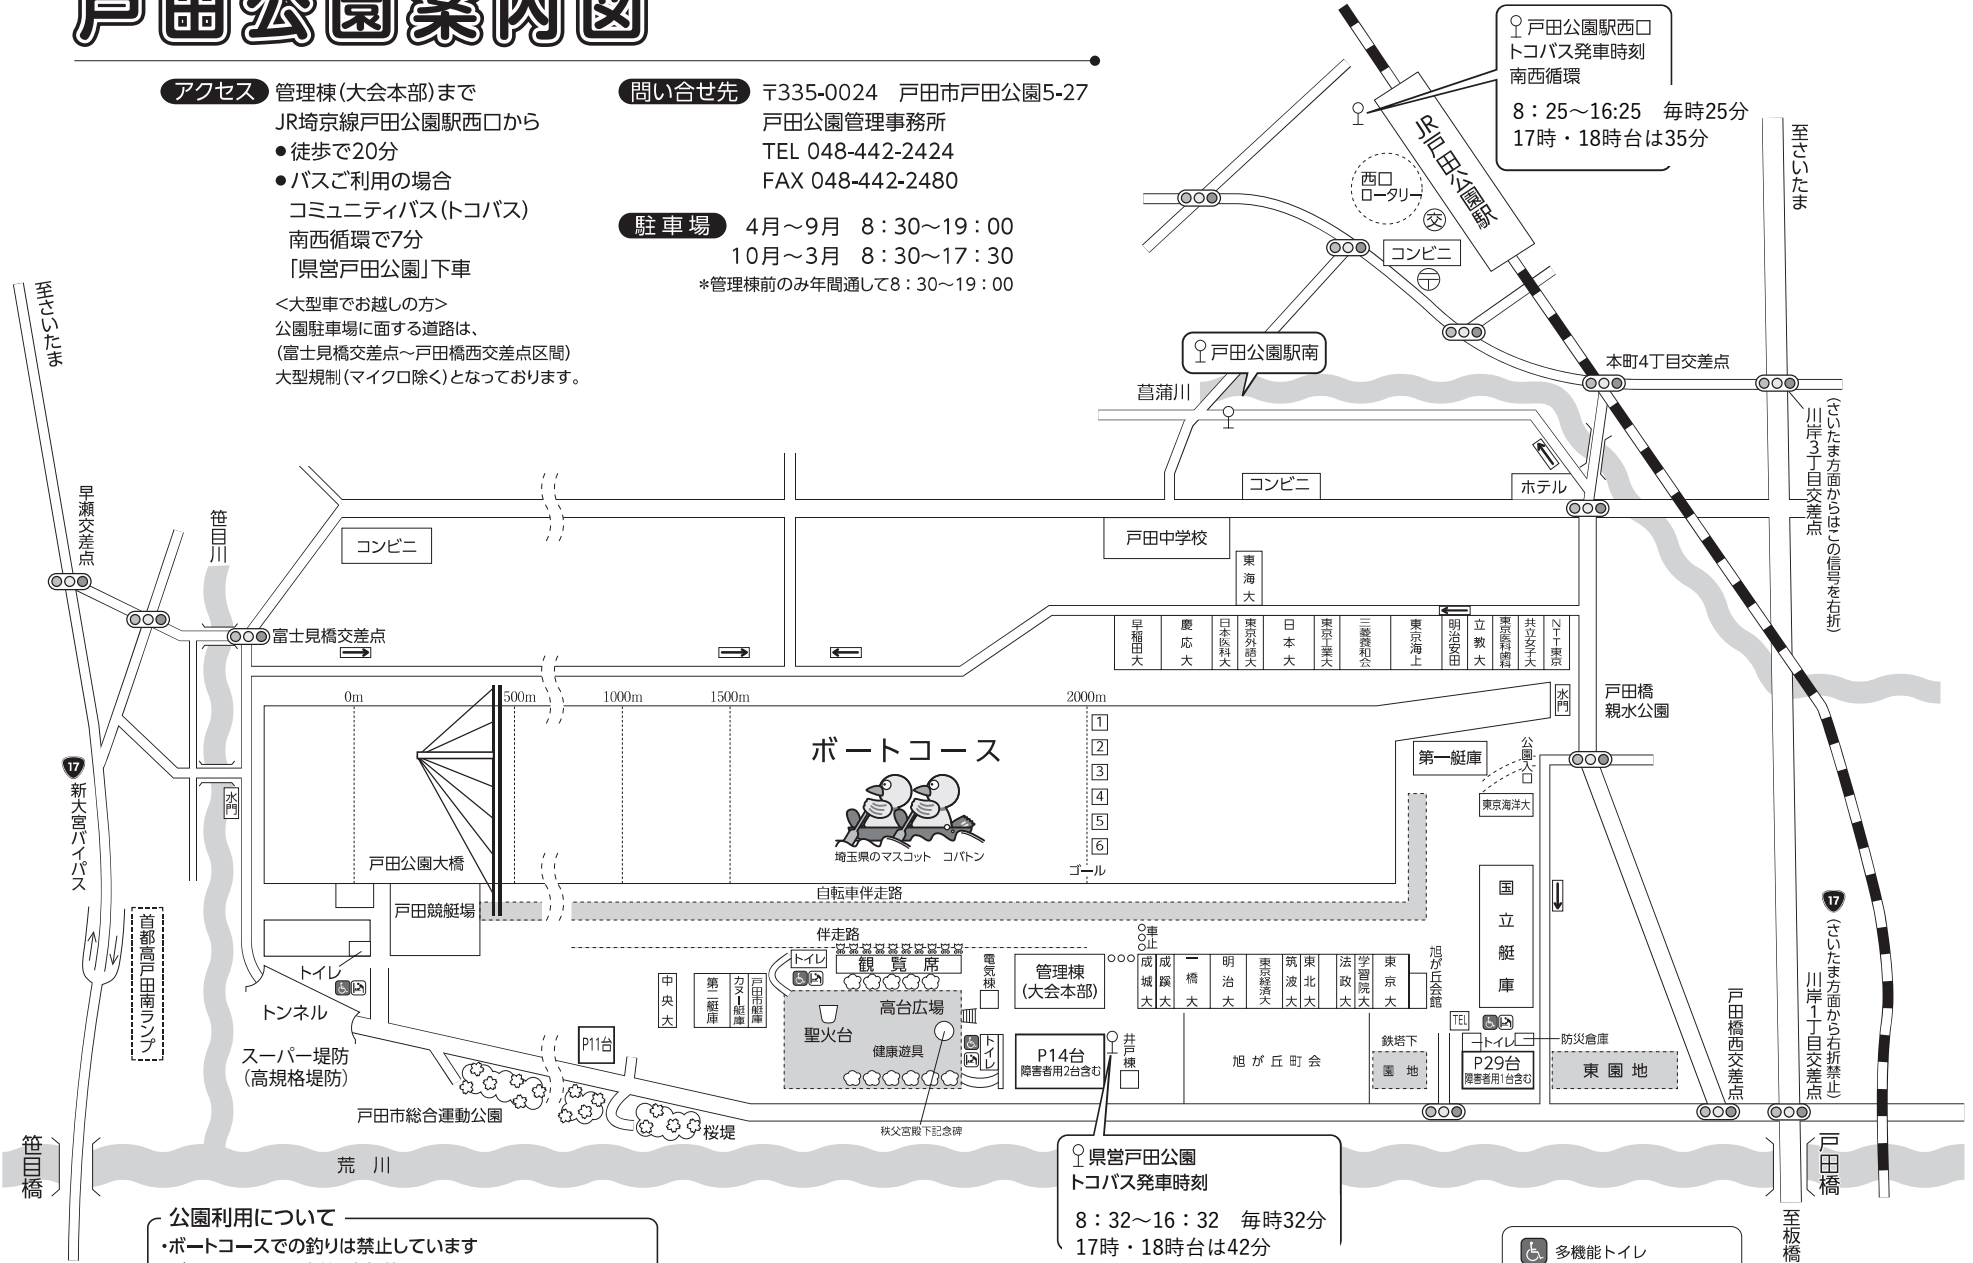 戸田公園案内図
アクセス 管理棟(大会本部)まで
JR埼京線戸田公園駅西口から
●徒歩で20分
●バスご利用の場合
コミュニティバス(トコバス)
南西循環で7分
「県営戸田公園」下車
<大型車でお越しの方>
公園駐車場に面する道路は、
(富士見橋交差点～戸田橋西交差点区間)
大型規制(マイクロ除く)となっております。
問い合せ先 〒335-0024 戸田市戸田公園5-27
戸田公園管理事務所
TEL 048-442-2424
FAX 048-442-2480
駐車場 4月～9月 8：30～19：00
10月～3月 8：30～17：30
*管理棟前のみ年間通して8：30～19：00
戸田公園駅西口
トコバス発車時刻
南西循環
8：25～16:25 毎時25分
17時・18時台は35分
JR戸田公園駅
西口
ロータリー
交
コンビニ
〒
至さいたま
戸田公園駅南
本町4丁目交差点
菖蒲川
川岸3丁目交差点
(さいたま方面からはこの信号を右折)
至さいたま
早瀬交差点
笹目川
コンビニ
コンビニ
ホテル
戸田中学校
東海大
富士見橋交差点
早稲田大
慶応大
日本医科大
東京外語大
日本大
東京工業大
三菱養和会
東京海上
明治安田
立教大
東京医科歯科
共立女子大
NTT東京
0m
500m
1000m
1500m
2000m
水門
戸田橋
親水公園
1
2
3
4
5
6
ゴール
ボートコース
埼玉県のマスコット コバトン
第一艇庫
公園入口
東京海洋大
17
新大宮バイパス
水門
戸田公園大橋
自転車伴走路
戸田競艇場
国立艇庫
17
川岸1丁目交差点
(さいたま方面から右折禁止)
首都高戸田南ランプ
伴走路
車止
トイレ
トンネル
トイレ
観覧席
電気棟
管理棟
(大会本部)
成城大
成蹊大
一橋大
明治大
東京経済大
筑波大
東北大
法政大
学習院大
東京大
旭が丘会館
中央大
第二艇庫
カヌー艇庫
戸田市艇庫
聖火台
高台広場
健康遊具
トイレ
P14台
障害者用2台含む
井戸棟
旭が丘町会
鉄塔下
園地
TEL
トイレ
防災倉庫
P29台
障害者用1台含む
東園地
戸田橋西交差点
スーパー堤防
(高規格堤防)
P11台
戸田市総合運動公園
桜堤
秩父宮殿下記念碑
笹目橋
荒川
戸田橋
至板橋
県営戸田公園
トコバス発車時刻
8：32～16：32 毎時32分
17時・18時台は42分
公園利用について
・ボートコースでの釣りは禁止しています
多機能トイレ